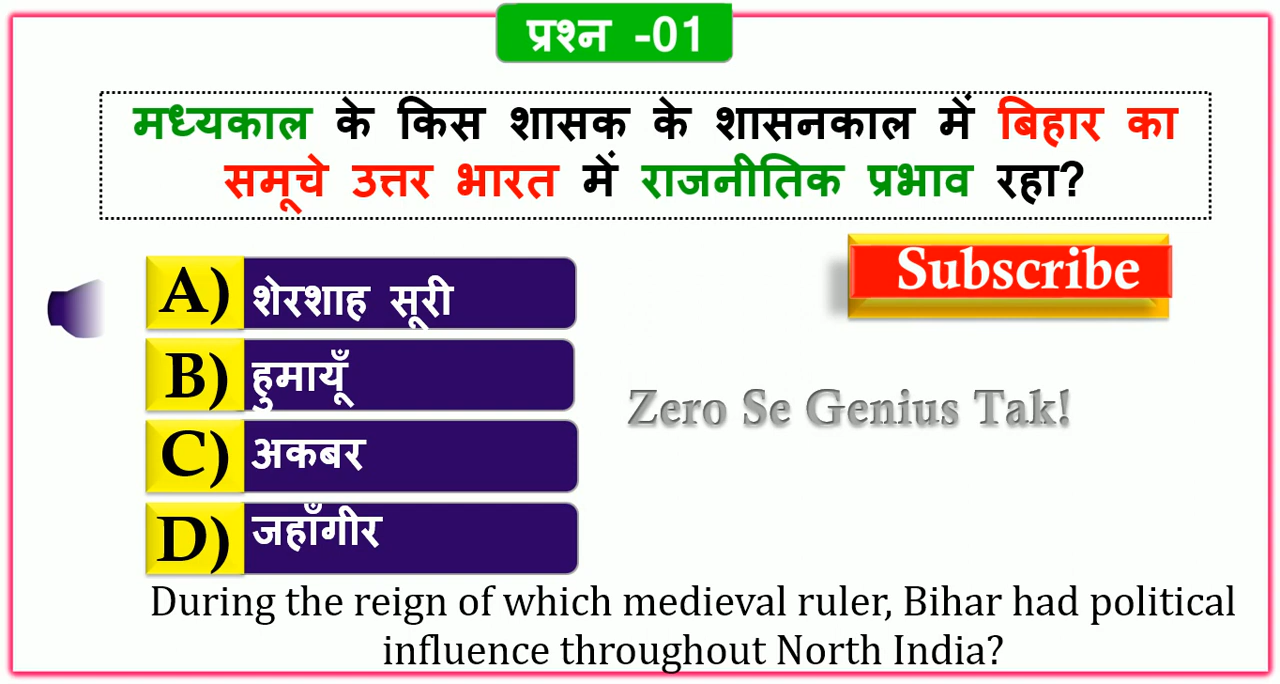 प्रश्न -01
मध्यकाल के किस शासक के शासनकाल में बिहार का
समूचे उत्तर भारत में राजनीतिक प्रभाव रहा?
Subscribe
A) शेरशाह सूरी
B) हुमायूँ
Zero Se Genius Tak!
C) अकबर
D) जहाँगीर
During the reign of which medieval ruler, Bihar had political
influence throughout North India?